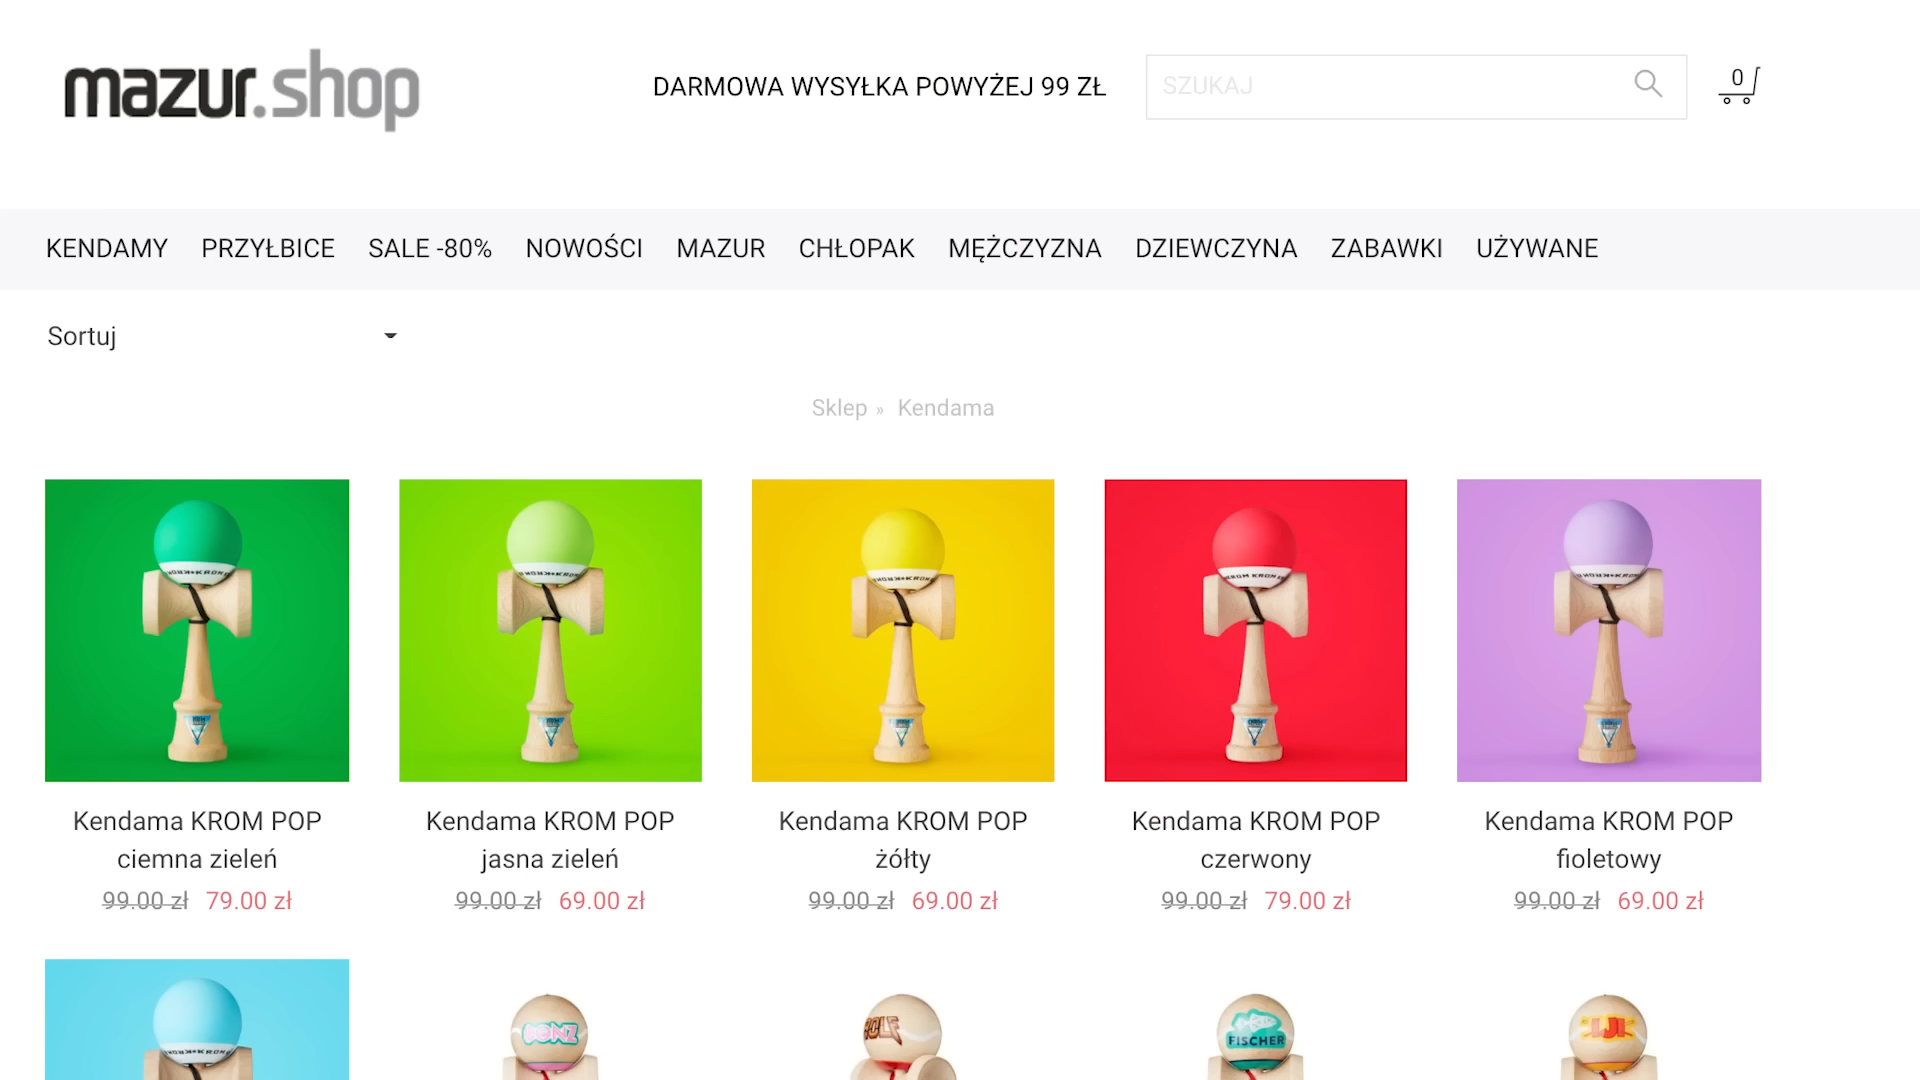 mazur.shop
DARMOWA WYSYŁKA POWYŻEJ 99 ZŁ
SZUKAJ
0
KENDAMY PRZYŁBICE SALE -80% NOWOŚCI MAZUR CHŁOPAK MĘŻCZYZNA DZIEWCZYNA ZABAWKI UŻYWANE
Sortuj
Sklep » Kendama
Kendama KROM POP
ciemna zieleń
99.00 zł 79.00 zł
Kendama KROM POP
jasna zieleń
99.00 zł 69.00 zł
Kendama KROM POP
żółty
99.00 zł 69.00 zł
Kendama KROM POP
czerwony
99.00 zł 79.00 zł
Kendama KROM POP
fioletowy
99.00 zł 69.00 zł
BONZ
ROLF
FISCHER